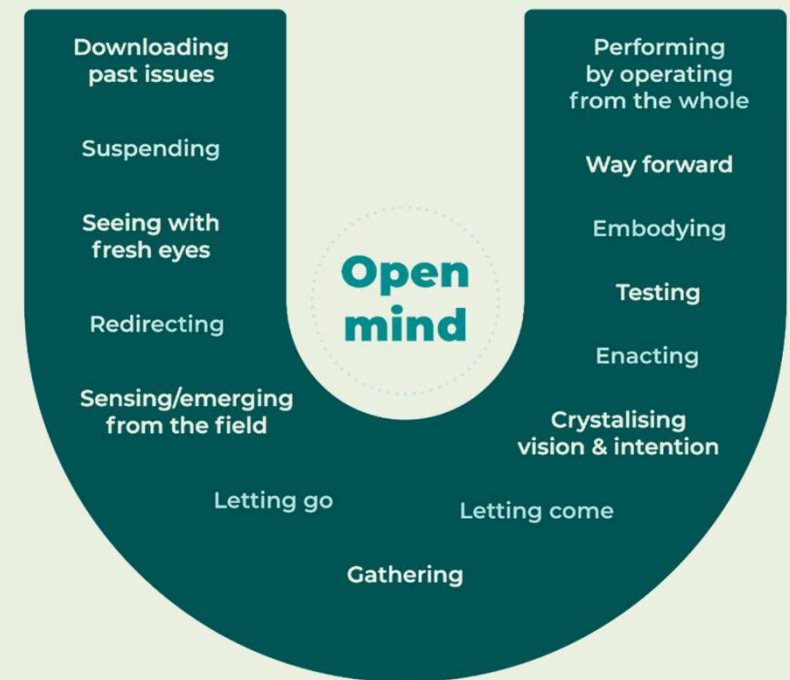 Downloading
past issues
Suspending
Seeing with
fresh eyes
Redirecting
Sensing/emerging
from the field
Letting go
Gathering
Letting come
Crystalising
vision & intention
Enacting
Testing
Embodying
Way forward
Performing
by operating
from the whole
Open
mind